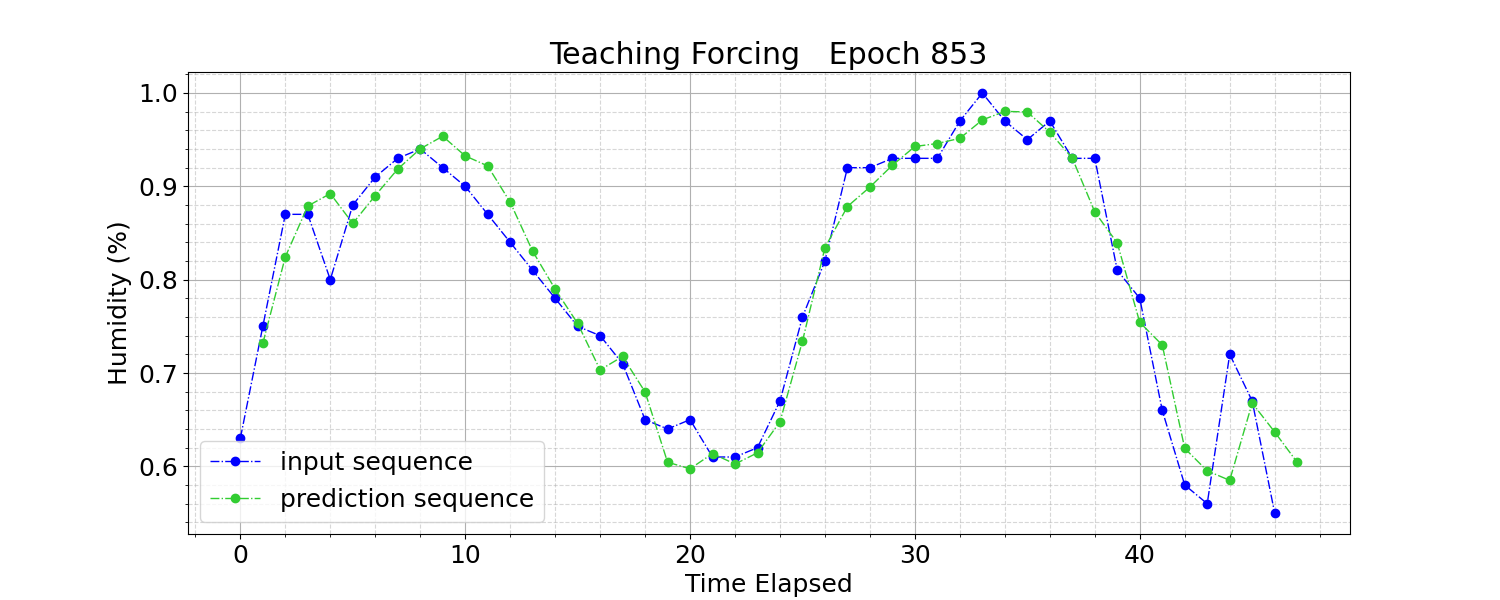 Teaching Forcing   Epoch 853
1.0
0.9
0.8
0.7
0.6
Humidity (%)
input sequence
prediction sequence
0 10 20 30 40
Time Elapsed